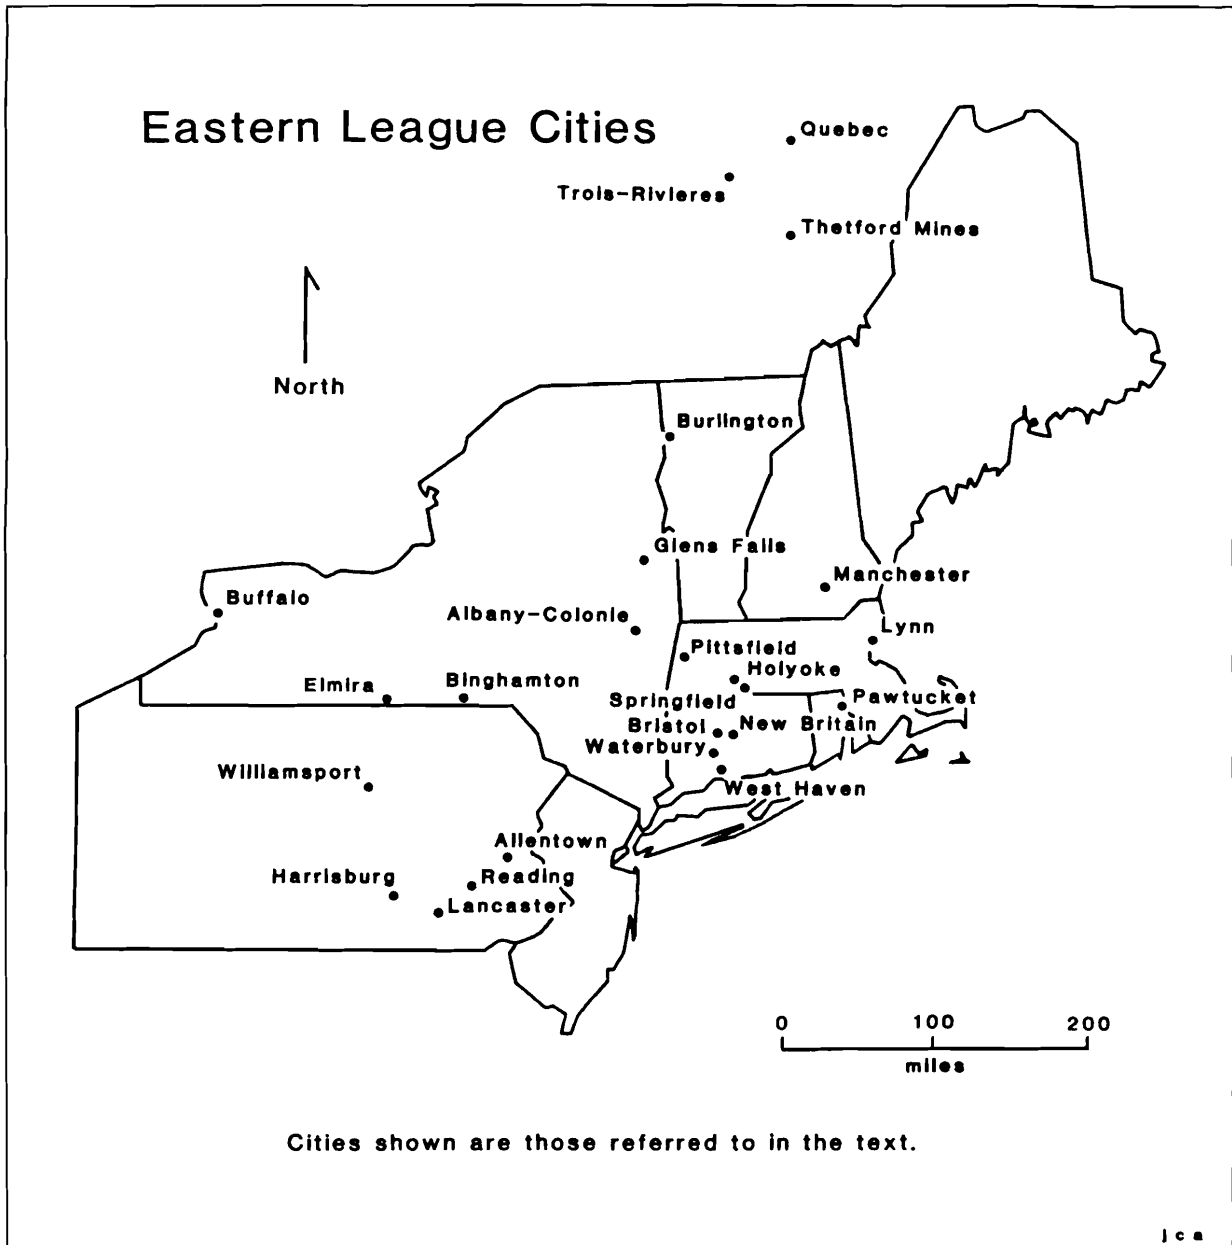 Eastern League Cities
Quebec
Trois-Rivieres
Thetford Mines
North
Burlington
Glens Falls
Manchester
Buffalo
Albany-Colonie
Lynn
Pittsfield
Holyoke
Elmira
Binghamton
Springfield
Pawtucket
Bristol
New Britain
Waterbury
Williamsport
West Haven
Allentown
Harrisburg
Reading
Lancaster
0 100 200
miles
Cities shown are those referred to in the text.
jca